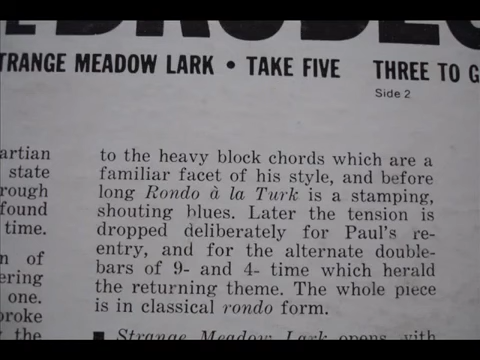 BRUBEC
STRANGE MEADOW LARK • TAKE FIVE THREE TO G
Side 2
artian
state
rough
found
time.
n of
ering
one.
broke
the
to the heavy block chords which are a
familiar facet of his style, and before
long Rondo à la Turk is a stamping,
shouting blues. Later the tension is
dropped deliberately for Paul's re-
entry, and for the alternate double-
bars of 9- and 4- time which herald
the returning theme. The whole piece
is in classical rondo form.
Strange Meadow Lark opens with